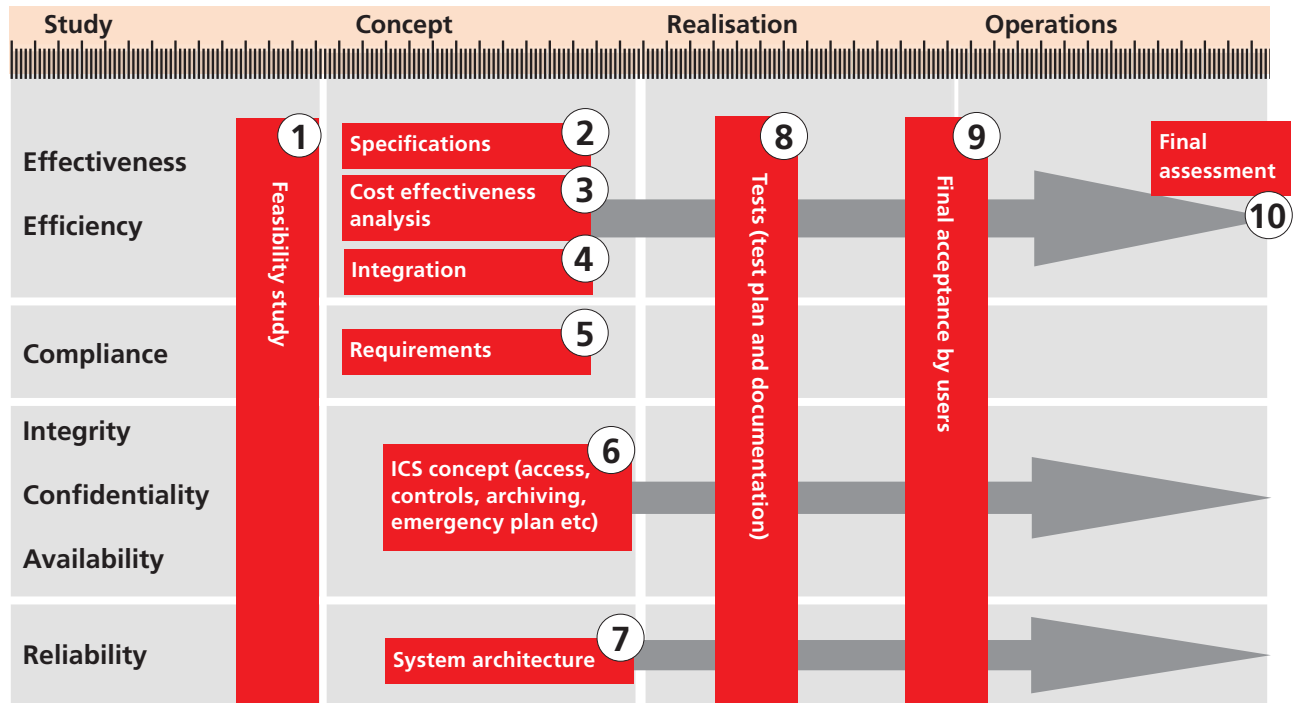 Study
Concept
Realisation
Operations
Effectiveness
Efficiency
Compliance
Integrity
Confidentiality
Availability
Reliability
1
Feasibility study
Specifications
2
Cost effectiveness
analysis
3
Integration
4
Requirements
5
ICS concept (access,
controls, archiving,
emergency plan etc)
6
System architecture
7
8
Tests (test plan and documentation)
9
Final acceptance by users
Final
assessment
10